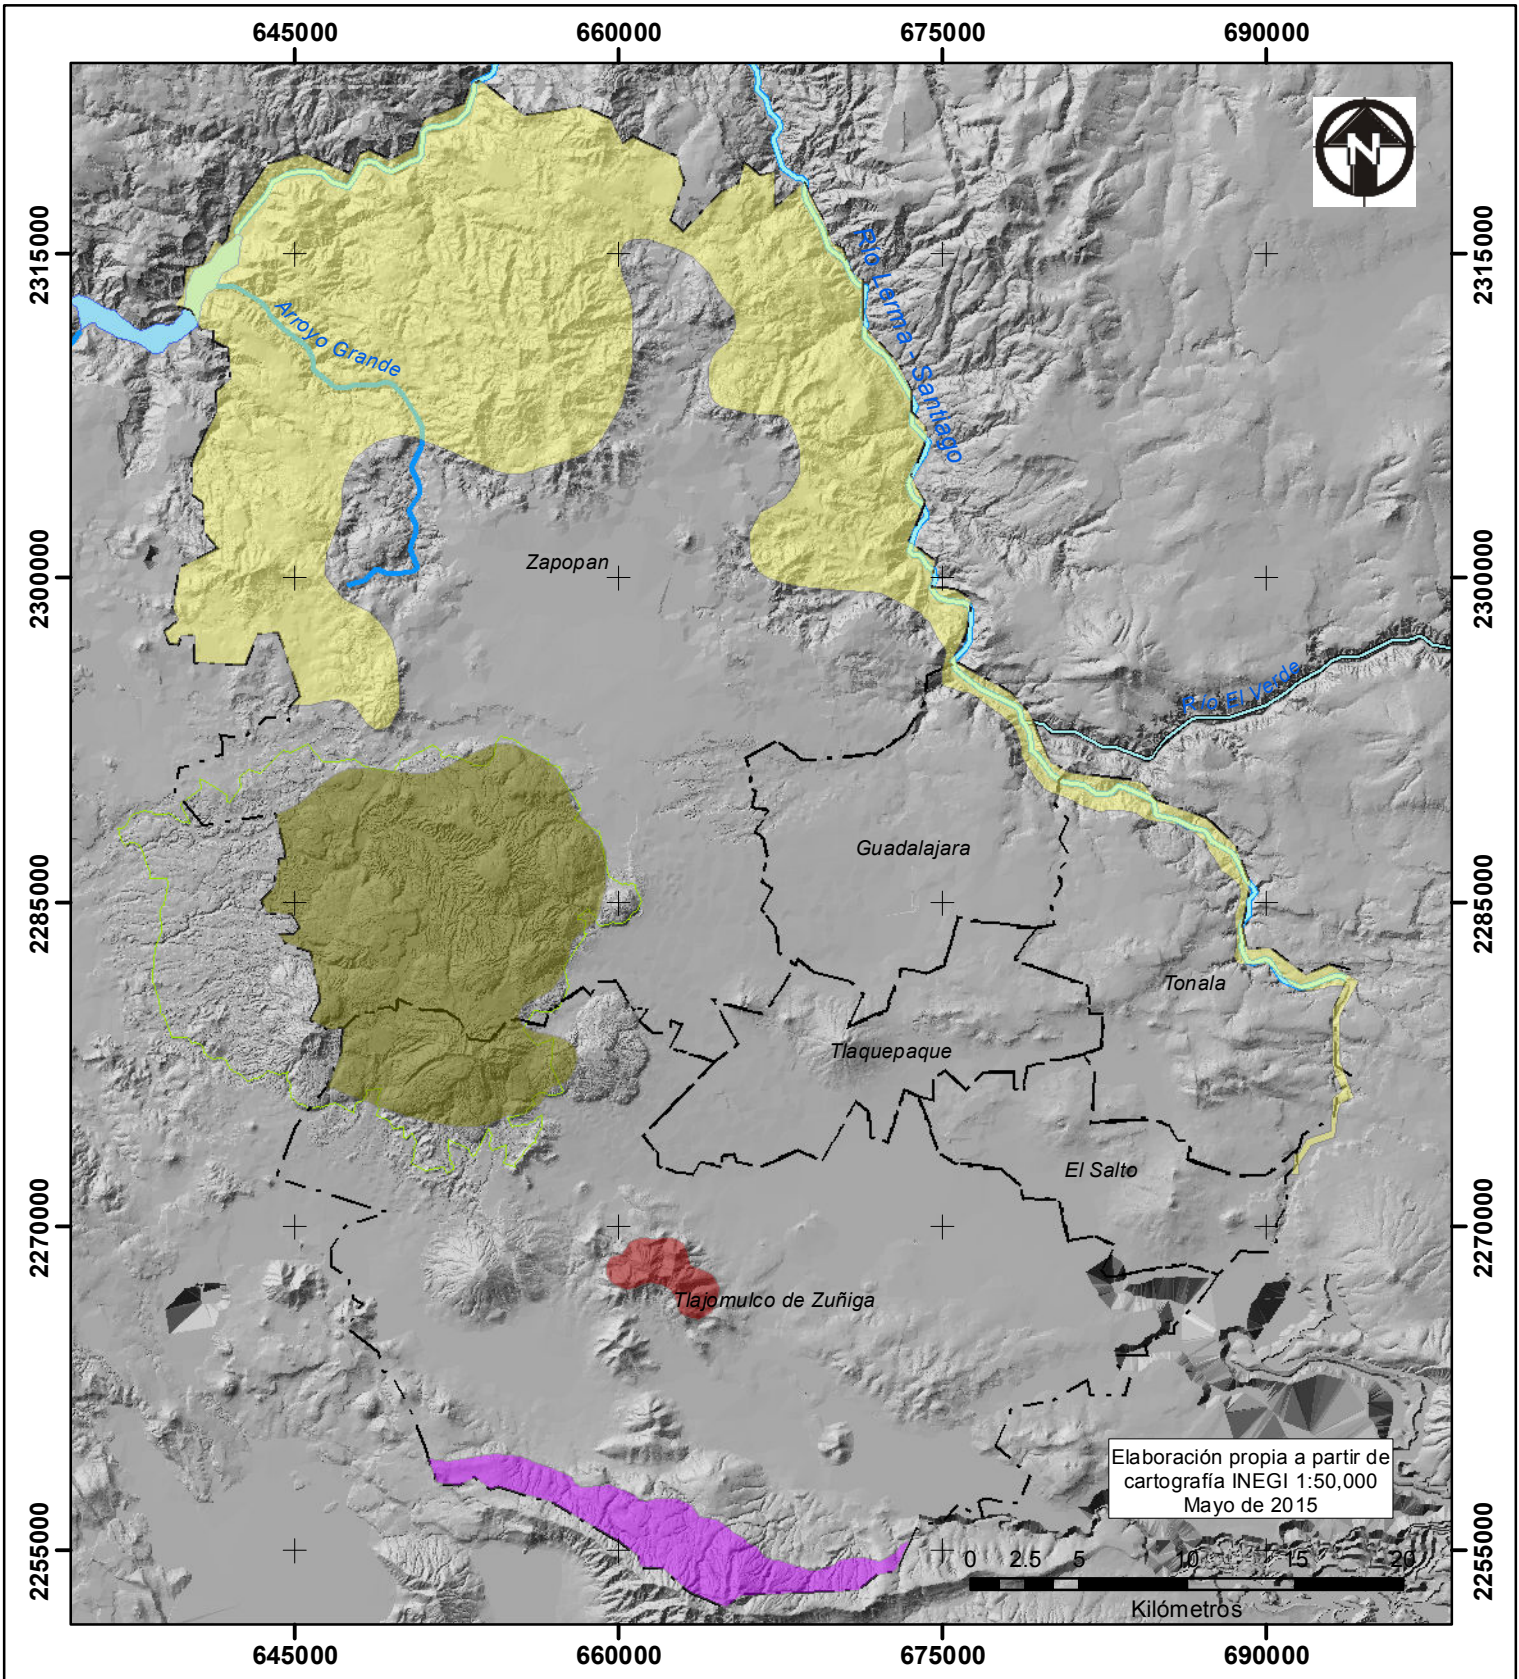 645000 660000 675000 690000
N
2315000 2315000
Río Lerma - Santiago
Arroyo Grande
Zapopan
2300000 2300000
Río El Verde
Guadalajara
2285000 2285000
Tonala
Tlaquepaque
El Salto
2270000 2270000
Tlajomulco de Zuñiga
Elaboración propia a partir de
cartografía INEGI 1:50,000
Mayo de 2015
2255000 2255000
0 2.5 5 10 15 20
Kilómetros
645000 660000 675000 690000